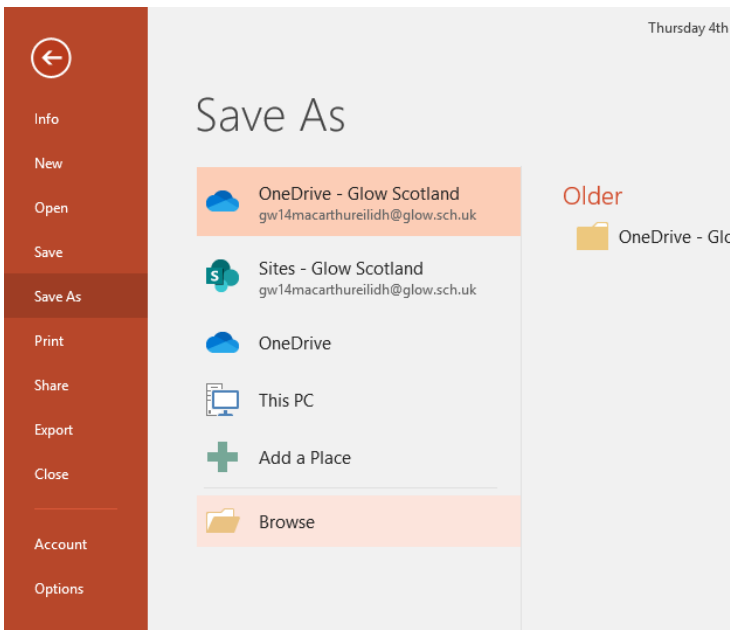 Thursday 4th
Info
New
Open
Save
Save As
Print
Share
Export
Close
Account
Options
Save As
OneDrive - Glow Scotland
gw14macarthureilidh@glow.sch.uk
Sites - Glow Scotland
gw14macarthureilidh@glow.sch.uk
OneDrive
This PC
Add a Place
Browse
Older
OneDrive - Glo